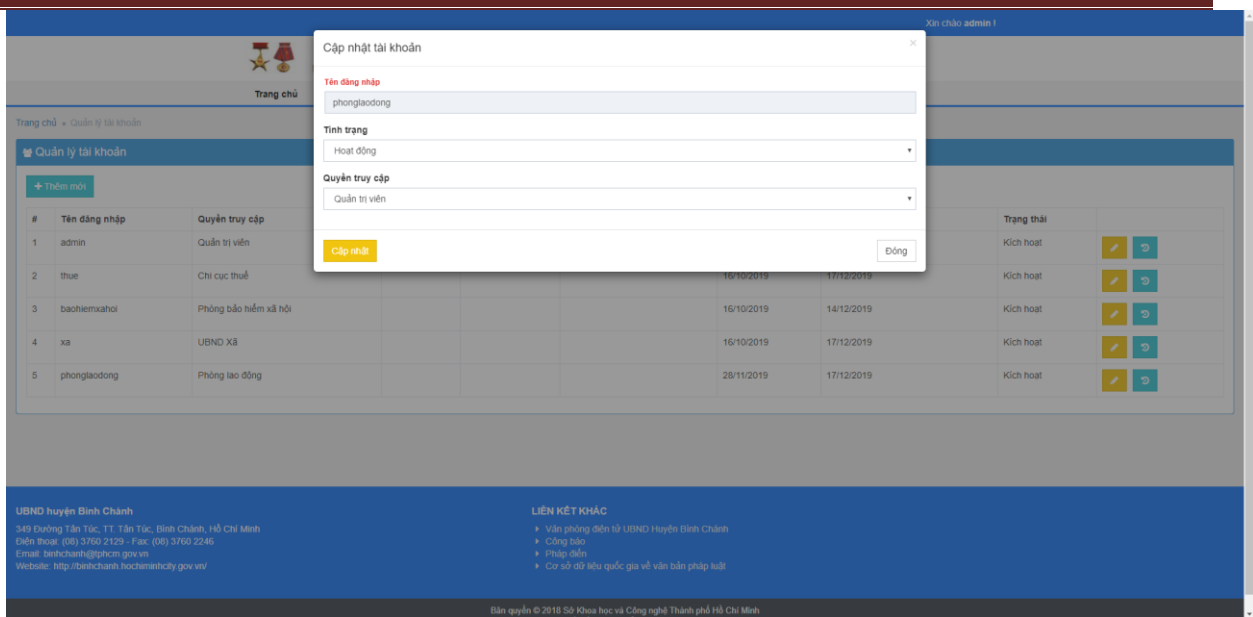 Xin chào admin !
Cập nhật tài khoản
×
Tên đăng nhập
phonglaodong
Tình trạng
Hoạt động
Quyền truy cập
Quản trị viên
Cập nhật
Đóng
Trang chủ
Trang chủ • Quản lý tài khoản
Quản lý tài khoản
+ Thêm mới
# Tên đăng nhập Quyền truy cập Trạng thái
1 admin Quản trị viên Kích hoạt
2 thue Chi cục thuế 16/10/2019 17/12/2019 Kích hoạt
3 baohiemxahoi Phòng bảo hiểm xã hội 16/10/2019 14/12/2019 Kích hoạt
4 xa UBND Xã 16/10/2019 17/12/2019 Kích hoạt
5 phonglaodong Phòng lao động 28/11/2019 17/12/2019 Kích hoạt
UBND huyện Bình Chánh
349 Đường Tân Túc, TT. Tân Túc, Bình Chánh, Hồ Chí Minh
Điện thoại: (08) 3760 2129 - Fax: (08) 3760 2246
Email: binhchanh@tphcm.gov.vn
Website: http://binhchanh.hochiminhcity.gov.vn/
LIÊN KẾT KHÁC
Văn phòng điện tử UBND Huyện Bình Chánh
Công báo
Pháp điển
Cơ sở dữ liệu quốc gia về văn bản pháp luật
Bản quyền © 2018 Sở Khoa học và Công nghệ Thành phố Hồ Chí Minh